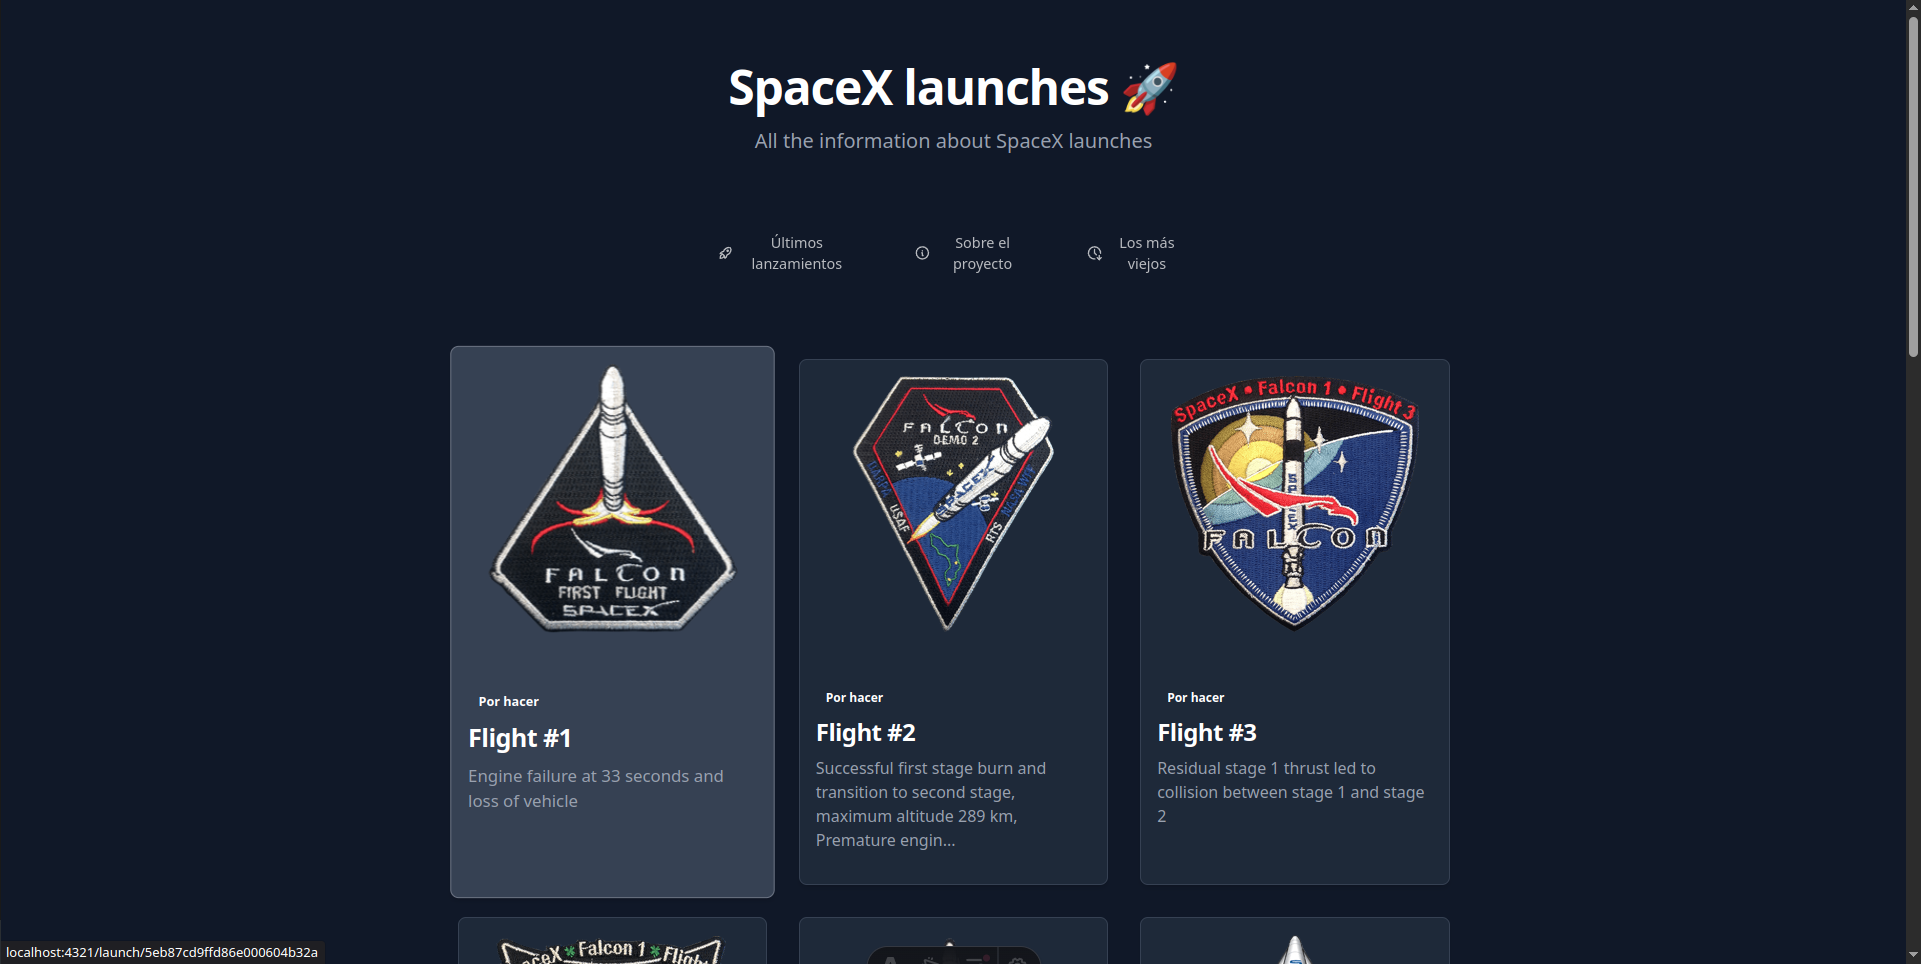 SpaceX launches
All the information about SpaceX launches
Últimos
lanzamientos
Sobre el
proyecto
Los más
viejos
FALCON
FIRST FLIGHT
SPACEX
Por hacer
Flight #1
Engine failure at 33 seconds and
loss of vehicle
FALCON
DEMO 2
SPACEX
USAF
RTS
Por hacer
Flight #2
Successful first stage burn and
transition to second stage,
maximum altitude 289 km,
Premature engin...
SpaceX • Falcon 1 • Flight 3
FALCON
Por hacer
Flight #3
Residual stage 1 thrust led to
collision between stage 1 and stage
2
Falcon 1
localhost:4321/launch/5eb87cd9ffd86e000604b32a